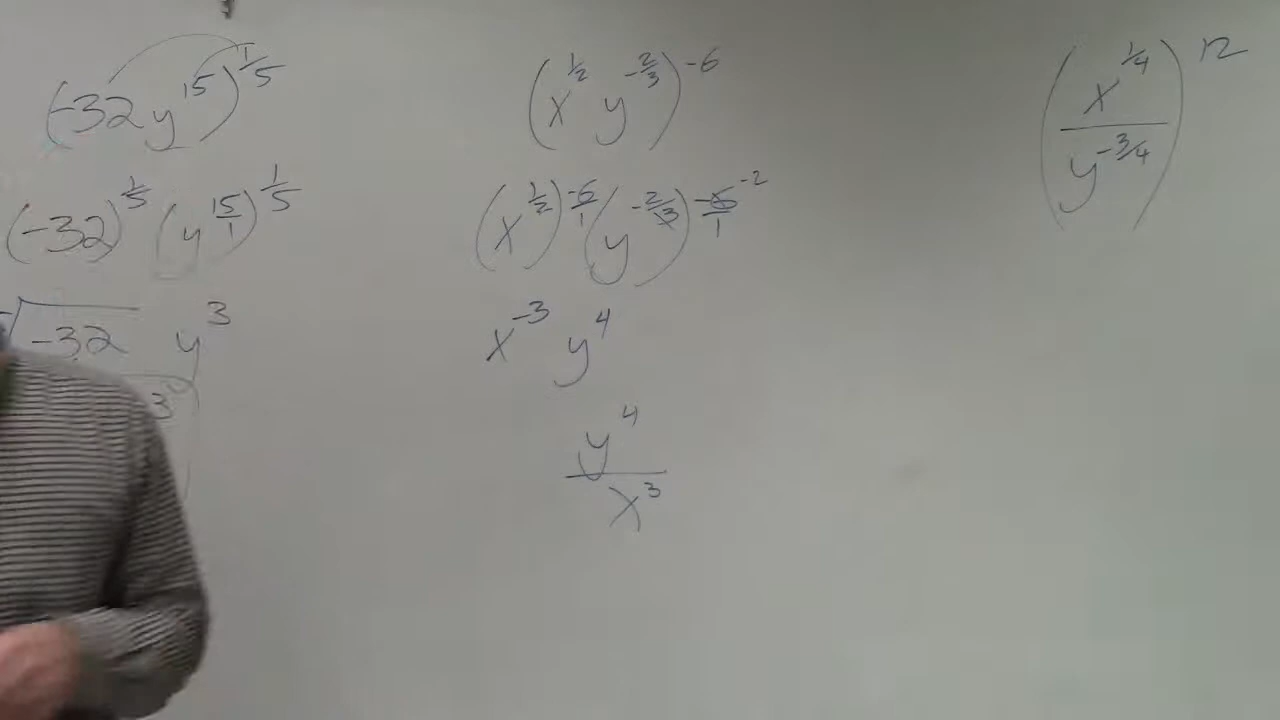 (-32y^15)^1/5
(-32)^1/5 (y^15/1)^1/5
√-32 y^3
3
(x^1/2 y^-2/3)^-6
(x^1/2)^-6/1 (y^-2/3)^-6/1 -2
x^-3 y^4
y^4
x^3
(x^1/4 / y^-3/4)^12